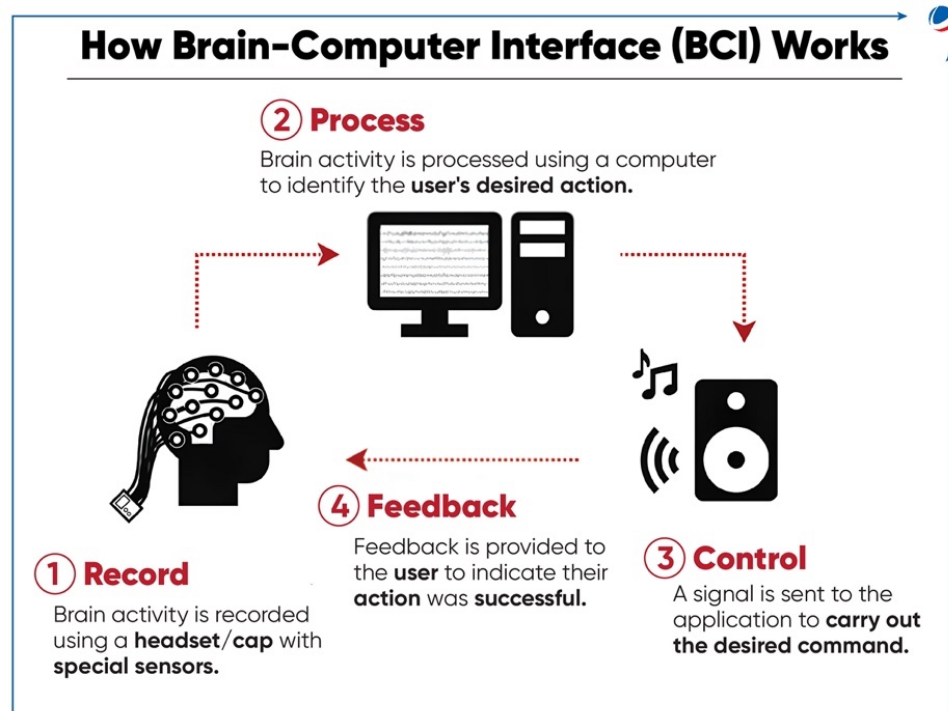 How Brain-Computer Interface (BCI) Works
2 Process
Brain activity is processed using a computer
to identify the user's desired action.
4 Feedback
Feedback is provided to
the user to indicate their
action was successful.
1 Record
Brain activity is recorded
using a headset/cap with
special sensors.
3 Control
A signal is sent to the
application to carry out
the desired command.